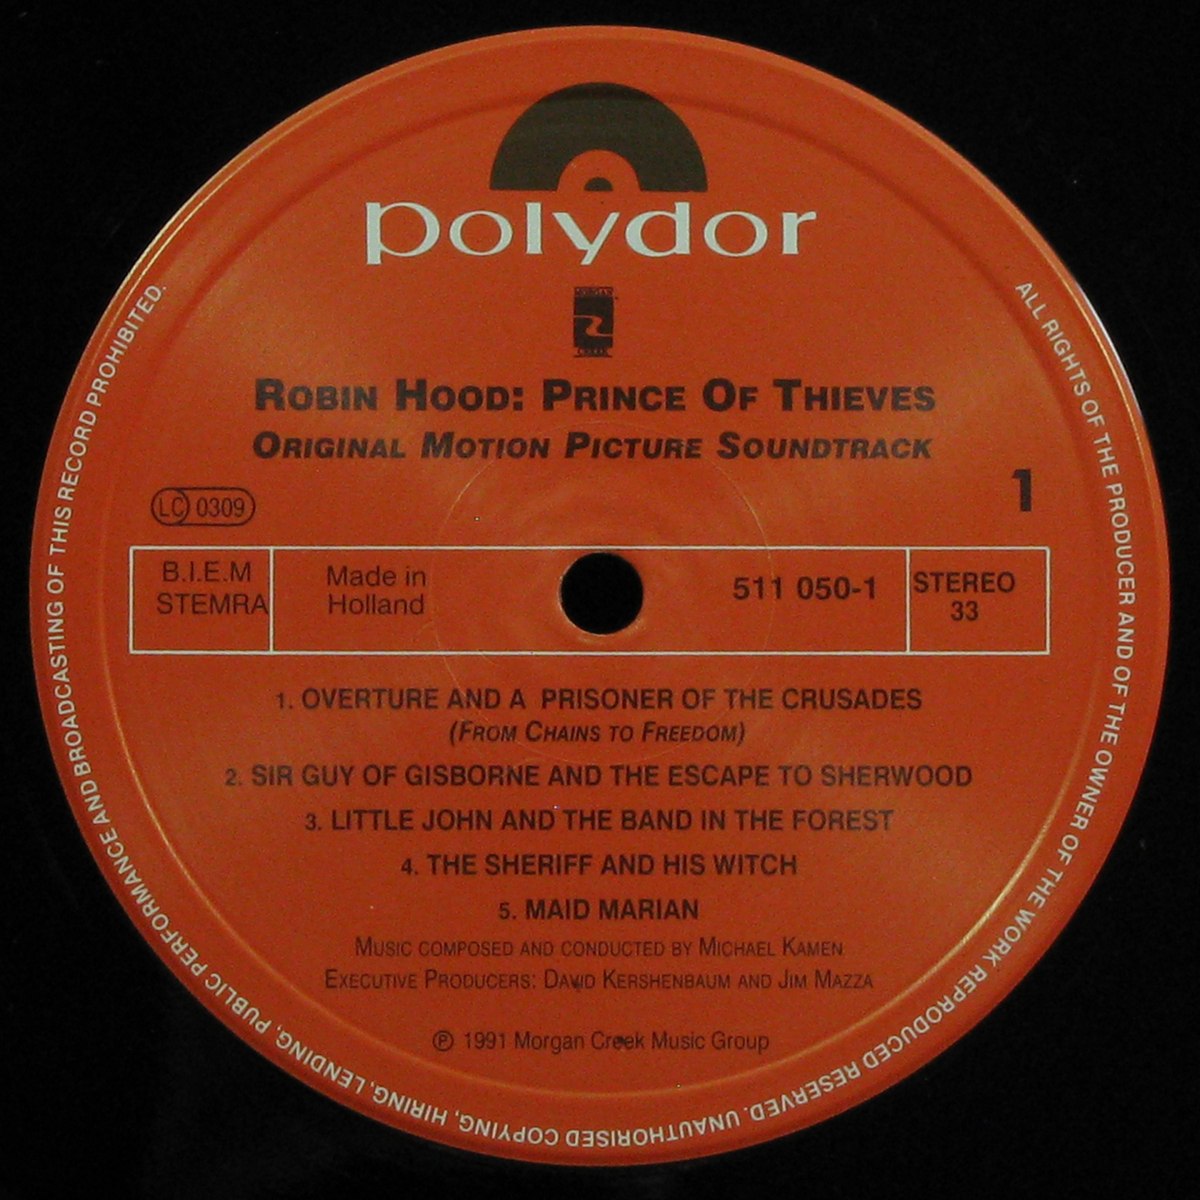 polydor
MORGAN
CREEK
ROBIN HOOD: PRINCE OF THIEVES
ORIGINAL MOTION PICTURE SOUNDTRACK
1
LC 0309
B.I.E.M
STEMRA
Made in
Holland
511 050-1
STEREO
33
1. OVERTURE AND A PRISONER OF THE CRUSADES
(FROM CHAINS TO FREEDOM)
2. SIR GUY OF GISBORNE AND THE ESCAPE TO SHERWOOD
3. LITTLE JOHN AND THE BAND IN THE FOREST
4. THE SHERIFF AND HIS WITCH
5. MAID MARIAN
MUSIC COMPOSED AND CONDUCTED BY MICHAEL KAMEN
EXECUTIVE PRODUCERS: DAVID KERSHENBAUM AND JIM MAZZA
℗ 1991 Morgan Creek Music Group
ALL RIGHTS OF THE PRODUCER AND OF THE OWNER OF THE WORK REPRODUCED RESERVED. UNAUTHORISED COPYING, HIRING, LENDING, PUBLIC PERFORMANCE AND BROADCASTING OF THIS RECORD PROHIBITED.